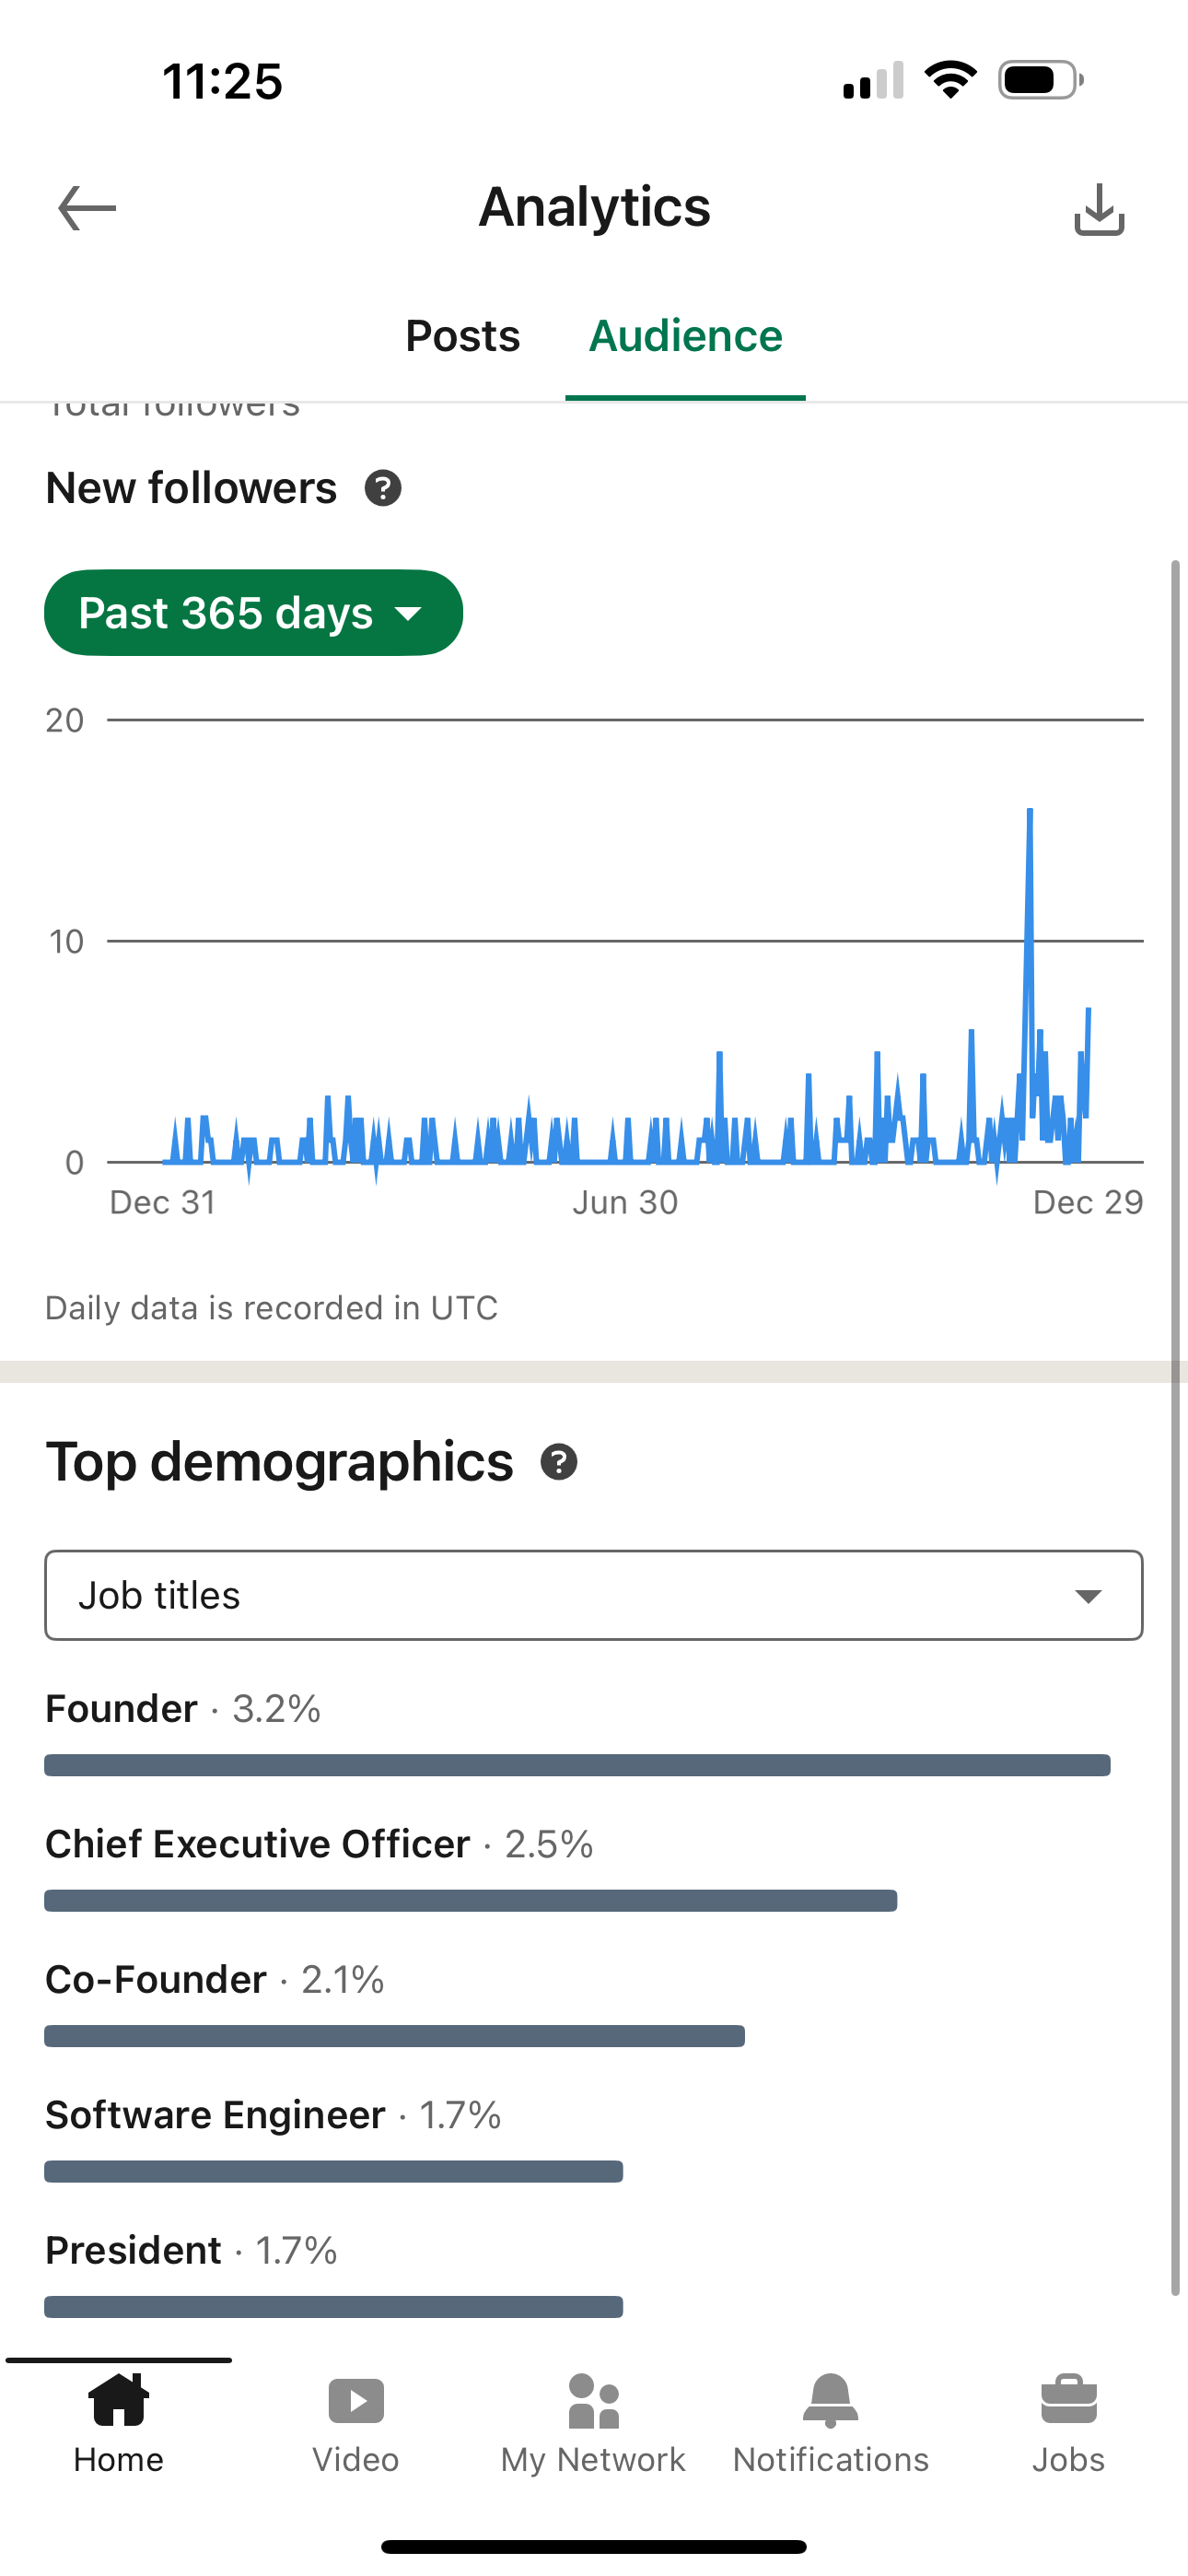 11:25
Analytics
Posts Audience
Total followers
New followers ?
Past 365 days
20
10
0
Dec 31 Jun 30 Dec 29
Daily data is recorded in UTC
Top demographics ?
Job titles
Founder · 3.2%
Chief Executive Officer · 2.5%
Co-Founder · 2.1%
Software Engineer · 1.7%
President · 1.7%
Home Video My Network Notifications Jobs